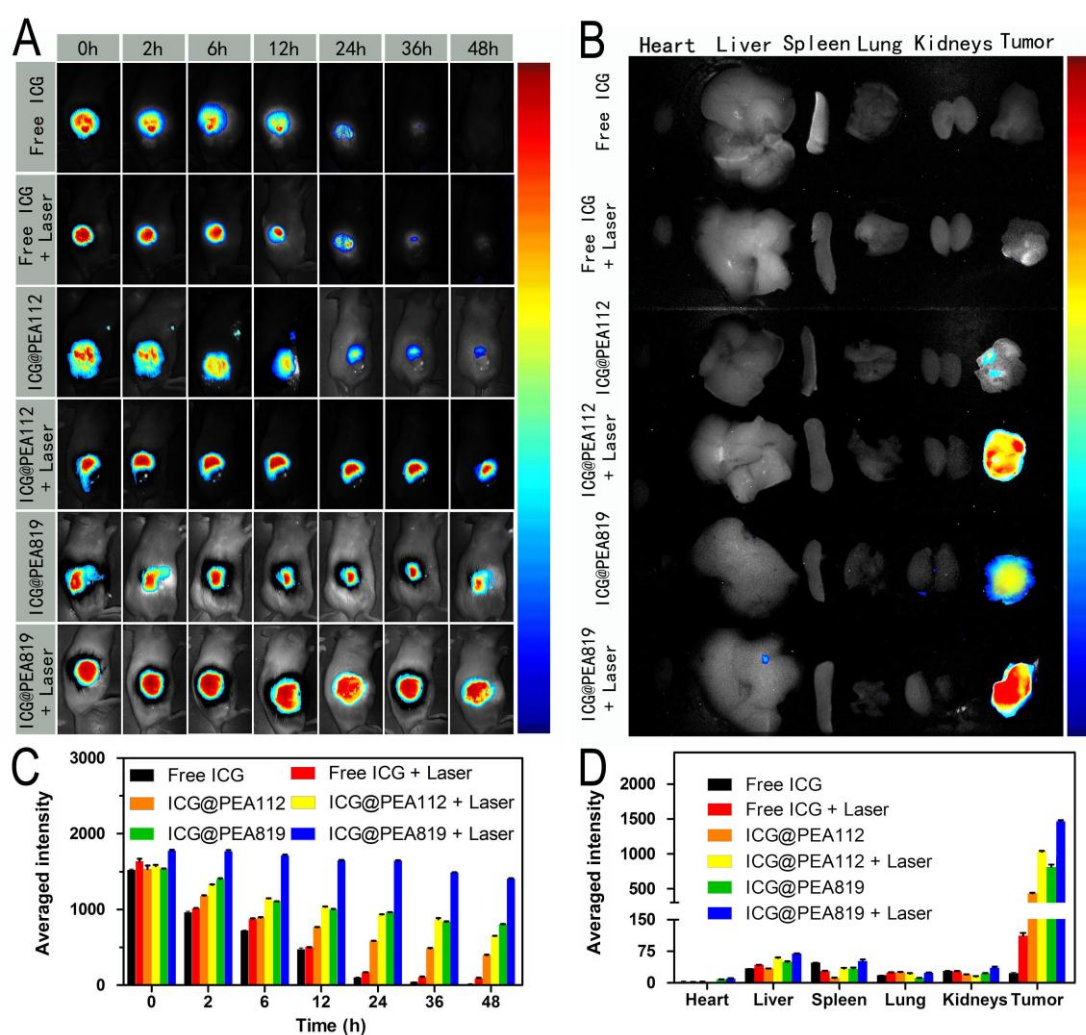 A
0h 2h 6h 12h 24h 36h 48h
Free ICG
Free ICG
+ Laser
ICG@PEA112
ICG@PEA112
+ Laser
ICG@PEA819
ICG@PEA819
+ Laser
B
Heart Liver Spleen Lung Kidneys Tumor
Free ICG
Free ICG
+ Laser
ICG@PEA112
ICG@PEA112
+ Laser
ICG@PEA819
ICG@PEA819
+ Laser
C
Averaged intensity
3000
2000
1000
0
Free ICG Free ICG + Laser
ICG@PEA112 ICG@PEA112 + Laser
ICG@PEA819 ICG@PEA819 + Laser
0 2 6 12 24 36 48
Time (h)
D
Averaged intensity
2000
1500
1000
500
150
75
0
Free ICG
Free ICG + Laser
ICG@PEA112
ICG@PEA112 + Laser
ICG@PEA819
ICG@PEA819 + Laser
Heart Liver Spleen Lung Kidneys Tumor